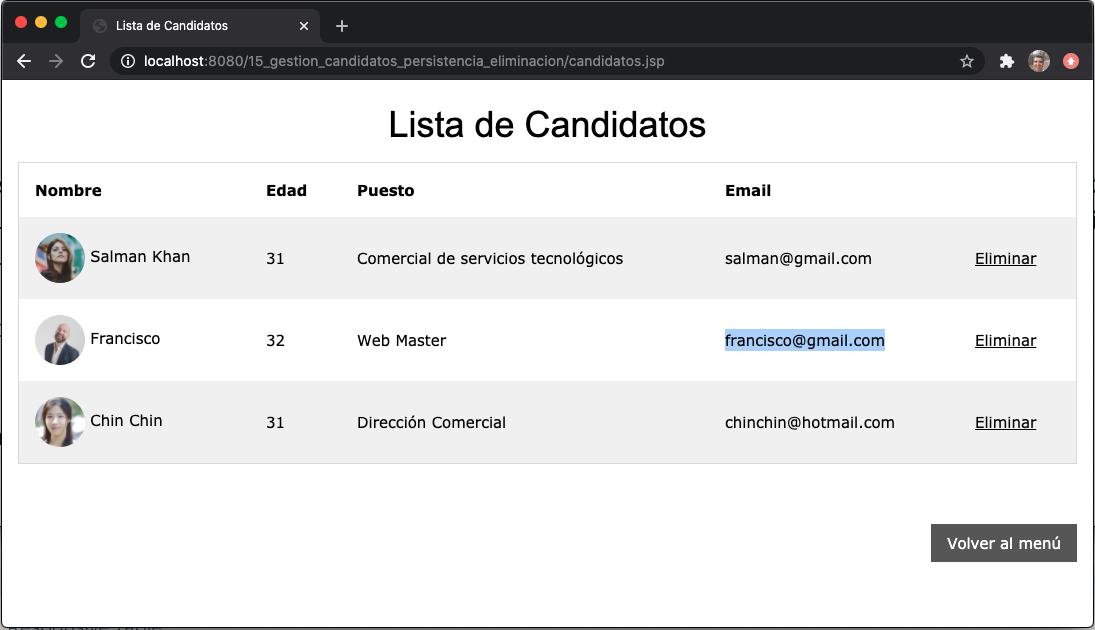 Lista de Candidatos
localhost:8080/15_gestion_candidatos_persistencia_eliminacion/candidatos.jsp
Lista de Candidatos
Nombre Edad Puesto Email
Salman Khan 31 Comercial de servicios tecnológicos salman@gmail.com Eliminar
Francisco 32 Web Master francisco@gmail.com Eliminar
Chin Chin 31 Dirección Comercial chinchin@hotmail.com Eliminar
Volver al menú